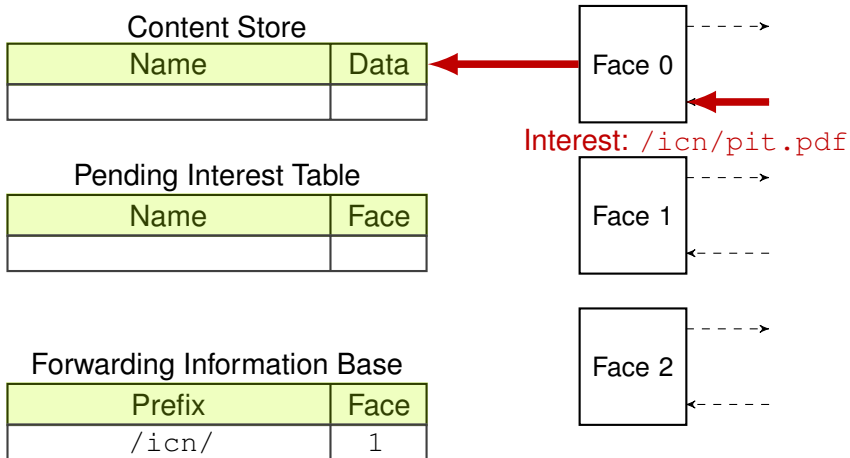 Content Store
Name Data
Face 0
Interest: /icn/pit.pdf
Pending Interest Table
Name Face
Face 1
Forwarding Information Base
Face 2
Prefix Face
/icn/ 1